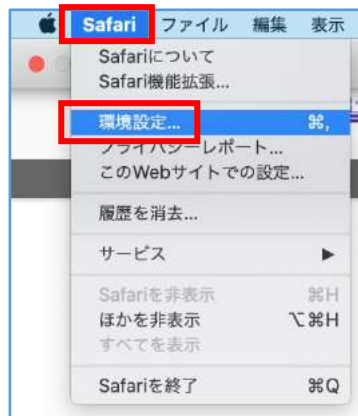 Safari ファイル 編集 表示
Safariについて
Safari機能拡張...
環境設定... ⌘,
プライバシーレポート...
このWebサイトでの設定...
履歴を消去...
サービス ▶
Safariを非表示 ⌘H
ほかを非表示 ⌥⌘H
すべてを表示
Safariを終了 ⌘Q